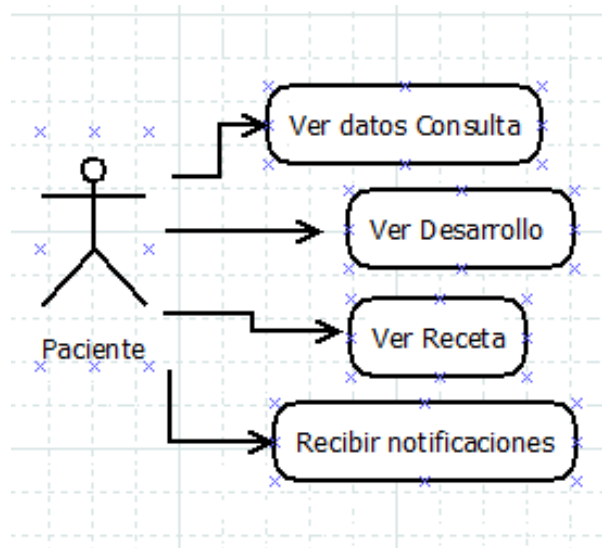 Ver datos Consulta
Ver Desarrollo
Ver Receta
Paciente
Recibir notificaciones